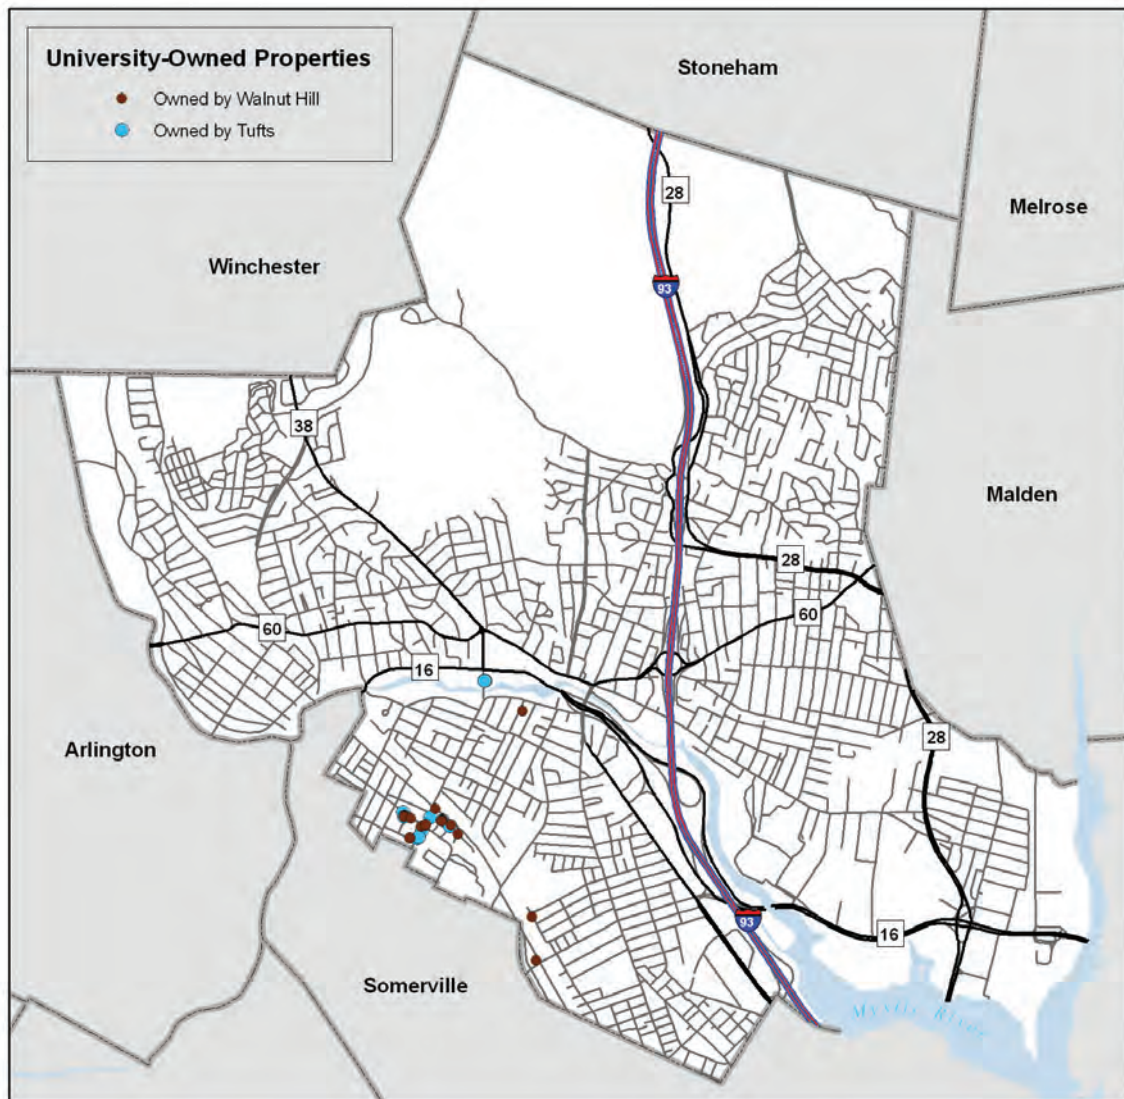 University-Owned Properties
Owned by Walnut Hill
Owned by Tufts
Stoneham
Melrose
28
Winchester
93
38
Malden
28
60
60
16
Arlington
28
93
16
Somerville
Mystic River